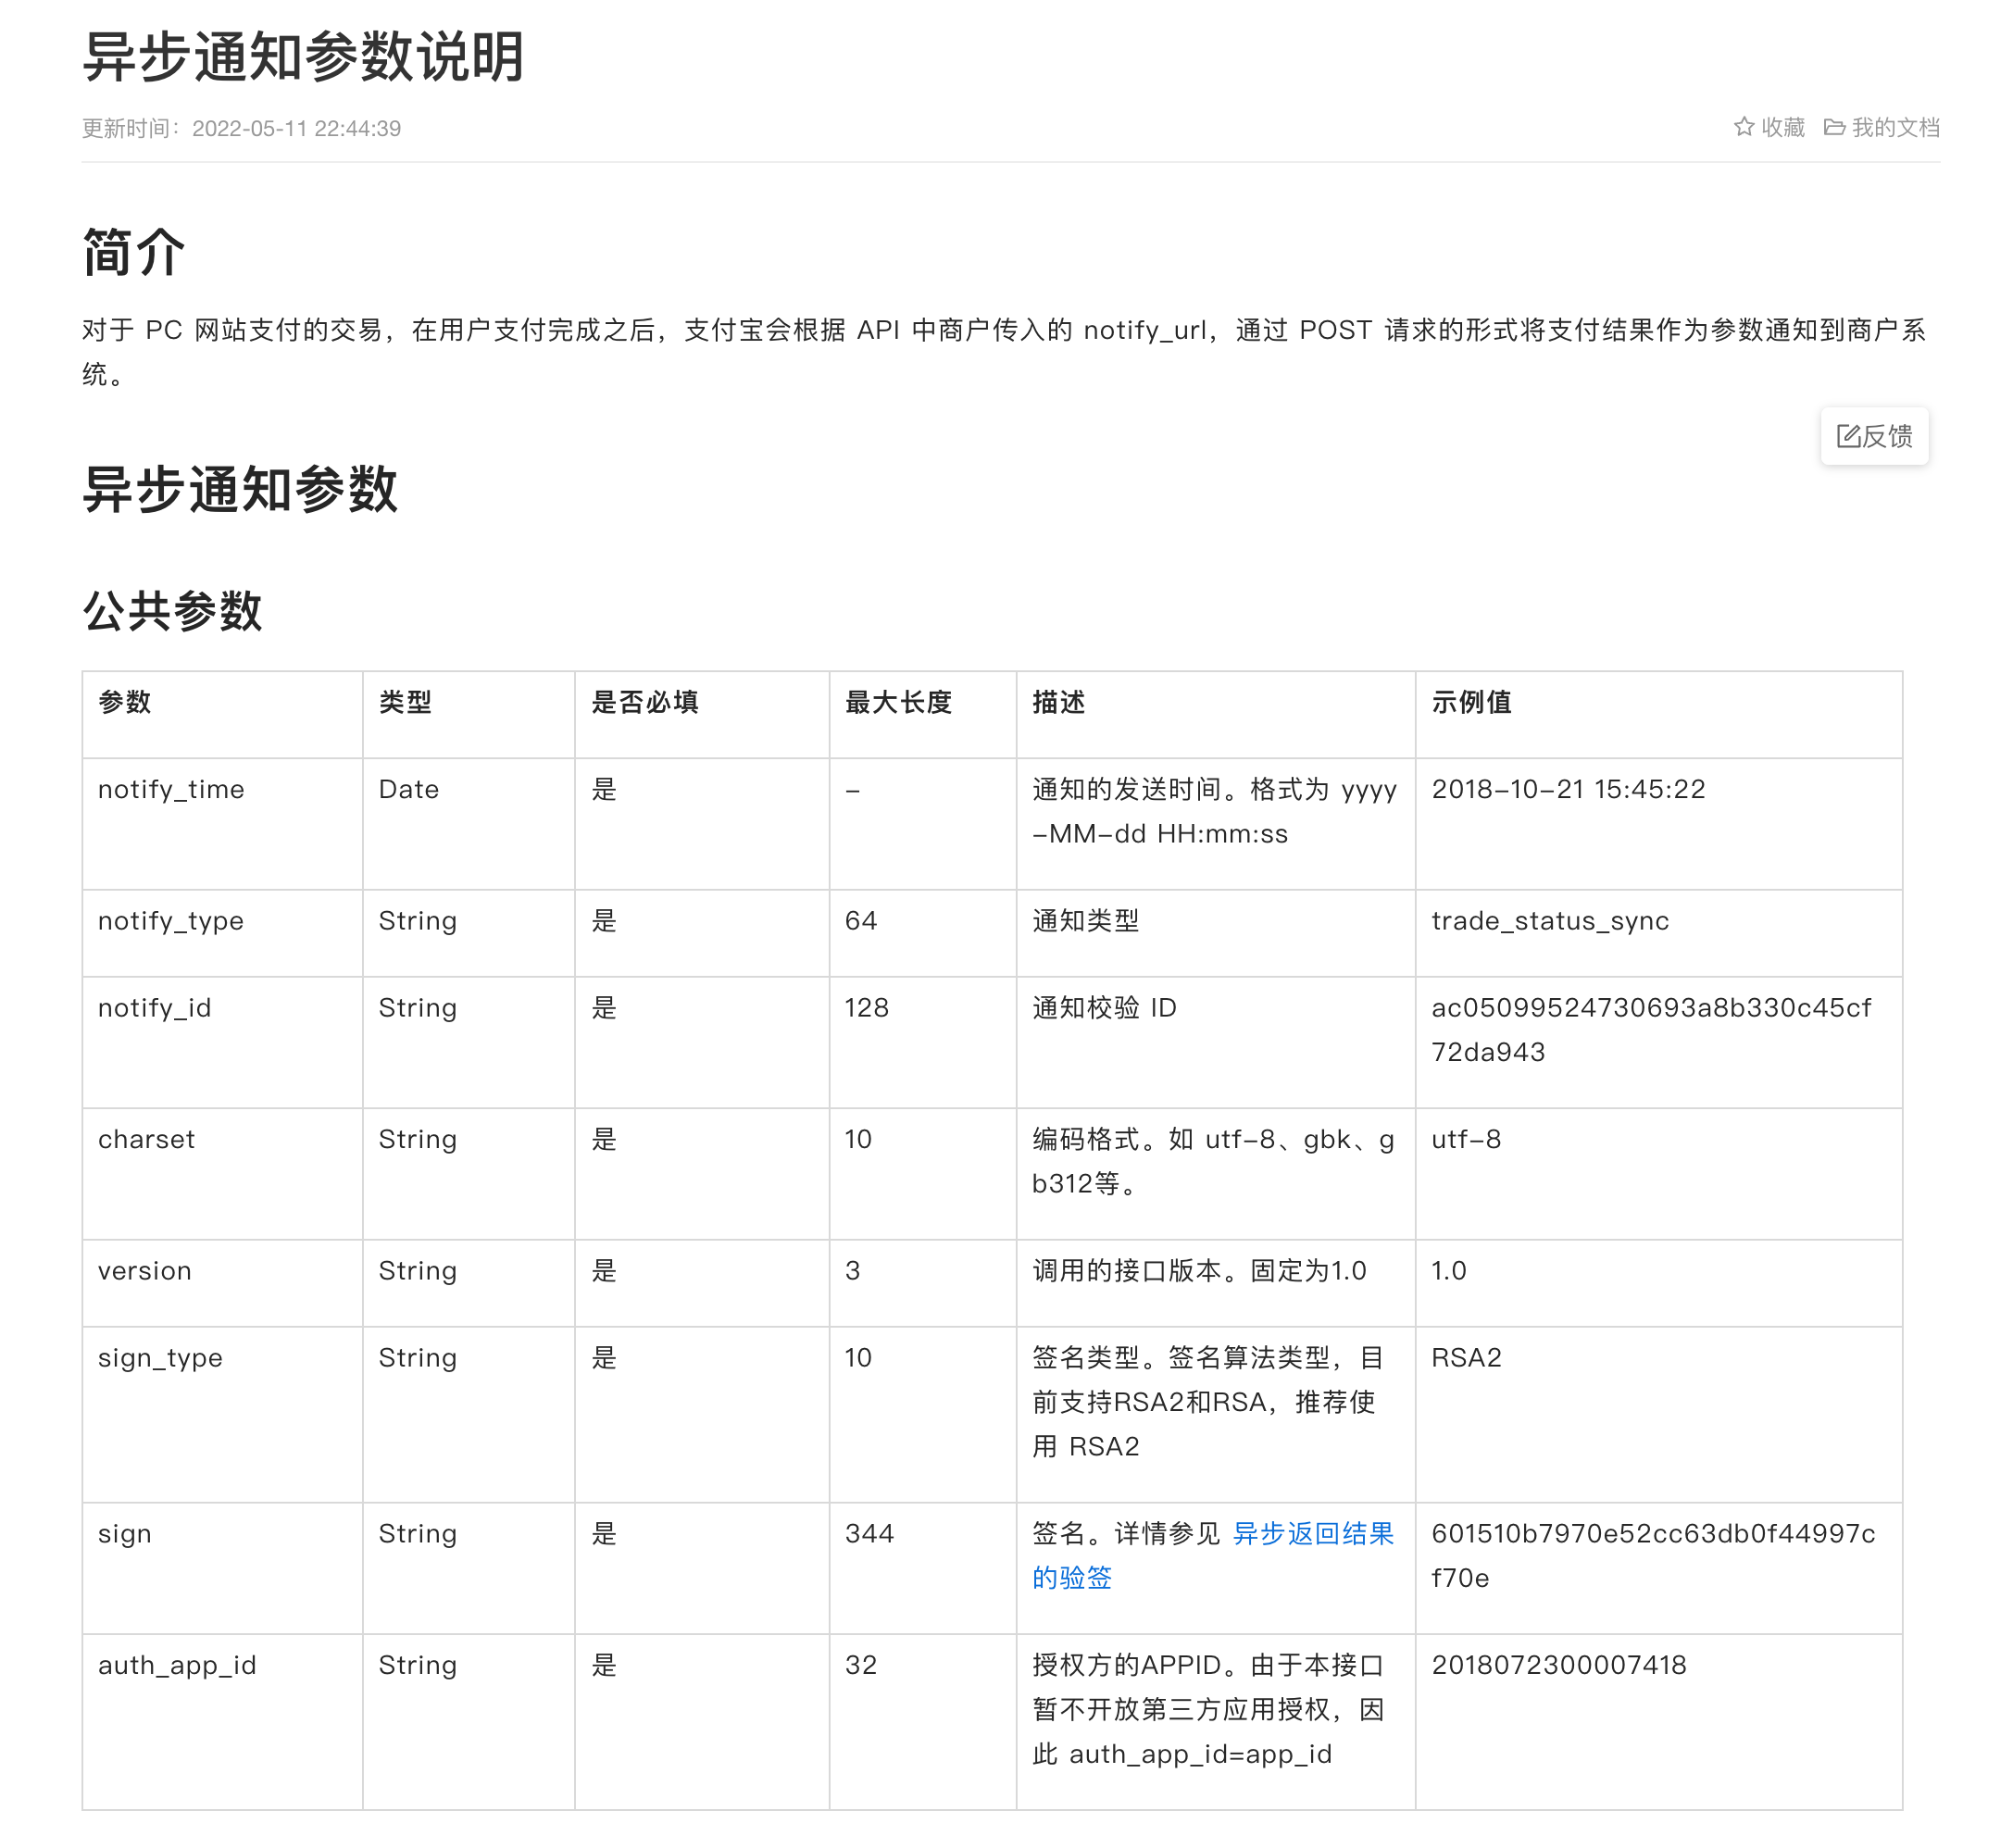 异步通知参数说明
更新时间：2022-05-11 22:44:39
收藏 我的文档
简介
对于 PC 网站支付的交易，在用户支付完成之后，支付宝会根据 API 中商户传入的 notify_url，通过 POST 请求的形式将支付结果作为参数通知到商户系
统。
反馈
异步通知参数
公共参数
参数 类型 是否必填 最大长度 描述 示例值
notify_time Date 是 – 通知的发送时间。格式为 yyyy 2018–10–21 15:45:22
–MM–dd HH:mm:ss
notify_type String 是 64 通知类型 trade_status_sync
notify_id String 是 128 通知校验 ID ac05099524730693a8b330c45cf
72da943
charset String 是 10 编码格式。如 utf–8、gbk、g utf–8
b312等。
version String 是 3 调用的接口版本。固定为1.0 1.0
sign_type String 是 10 签名类型。签名算法类型，目 RSA2
前支持RSA2和RSA，推荐使
用 RSA2
sign String 是 344 签名。详情参见 异步返回结果 601510b7970e52cc63db0f44997c
的验签 f70e
auth_app_id String 是 32 授权方的APPID。由于本接口 2018072300007418
暂不开放第三方应用授权，因
此 auth_app_id=app_id